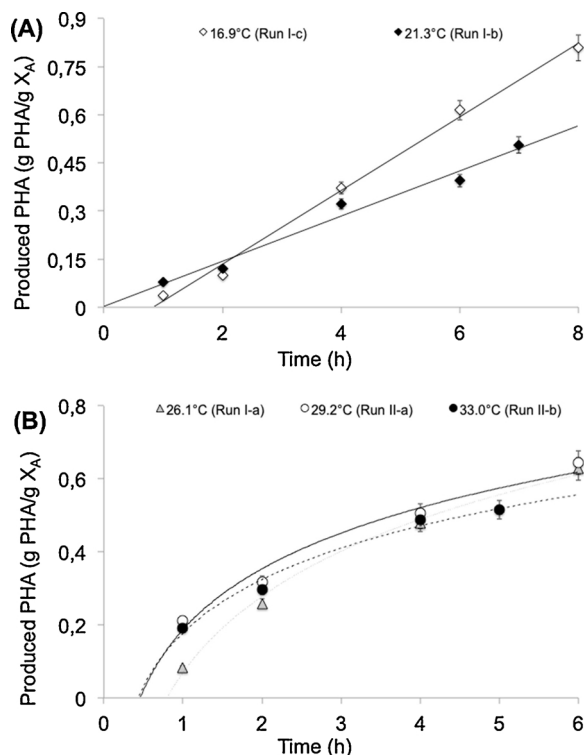 (A)
0,9
0,75
0,6
0,45
0,3
0,15
0
Produced PHA (g PHA/g XA)
16.9°C (Run I-c)
21.3°C (Run I-b)
0 2 4 6 8
Time (h)
(B)
0,8
0,6
0,4
0,2
0
Produced PHA (g PHA/g XA)
26.1°C (Run I-a)
29.2°C (Run II-a)
33.0°C (Run II-b)
0 1 2 3 4 5 6
Time (h)